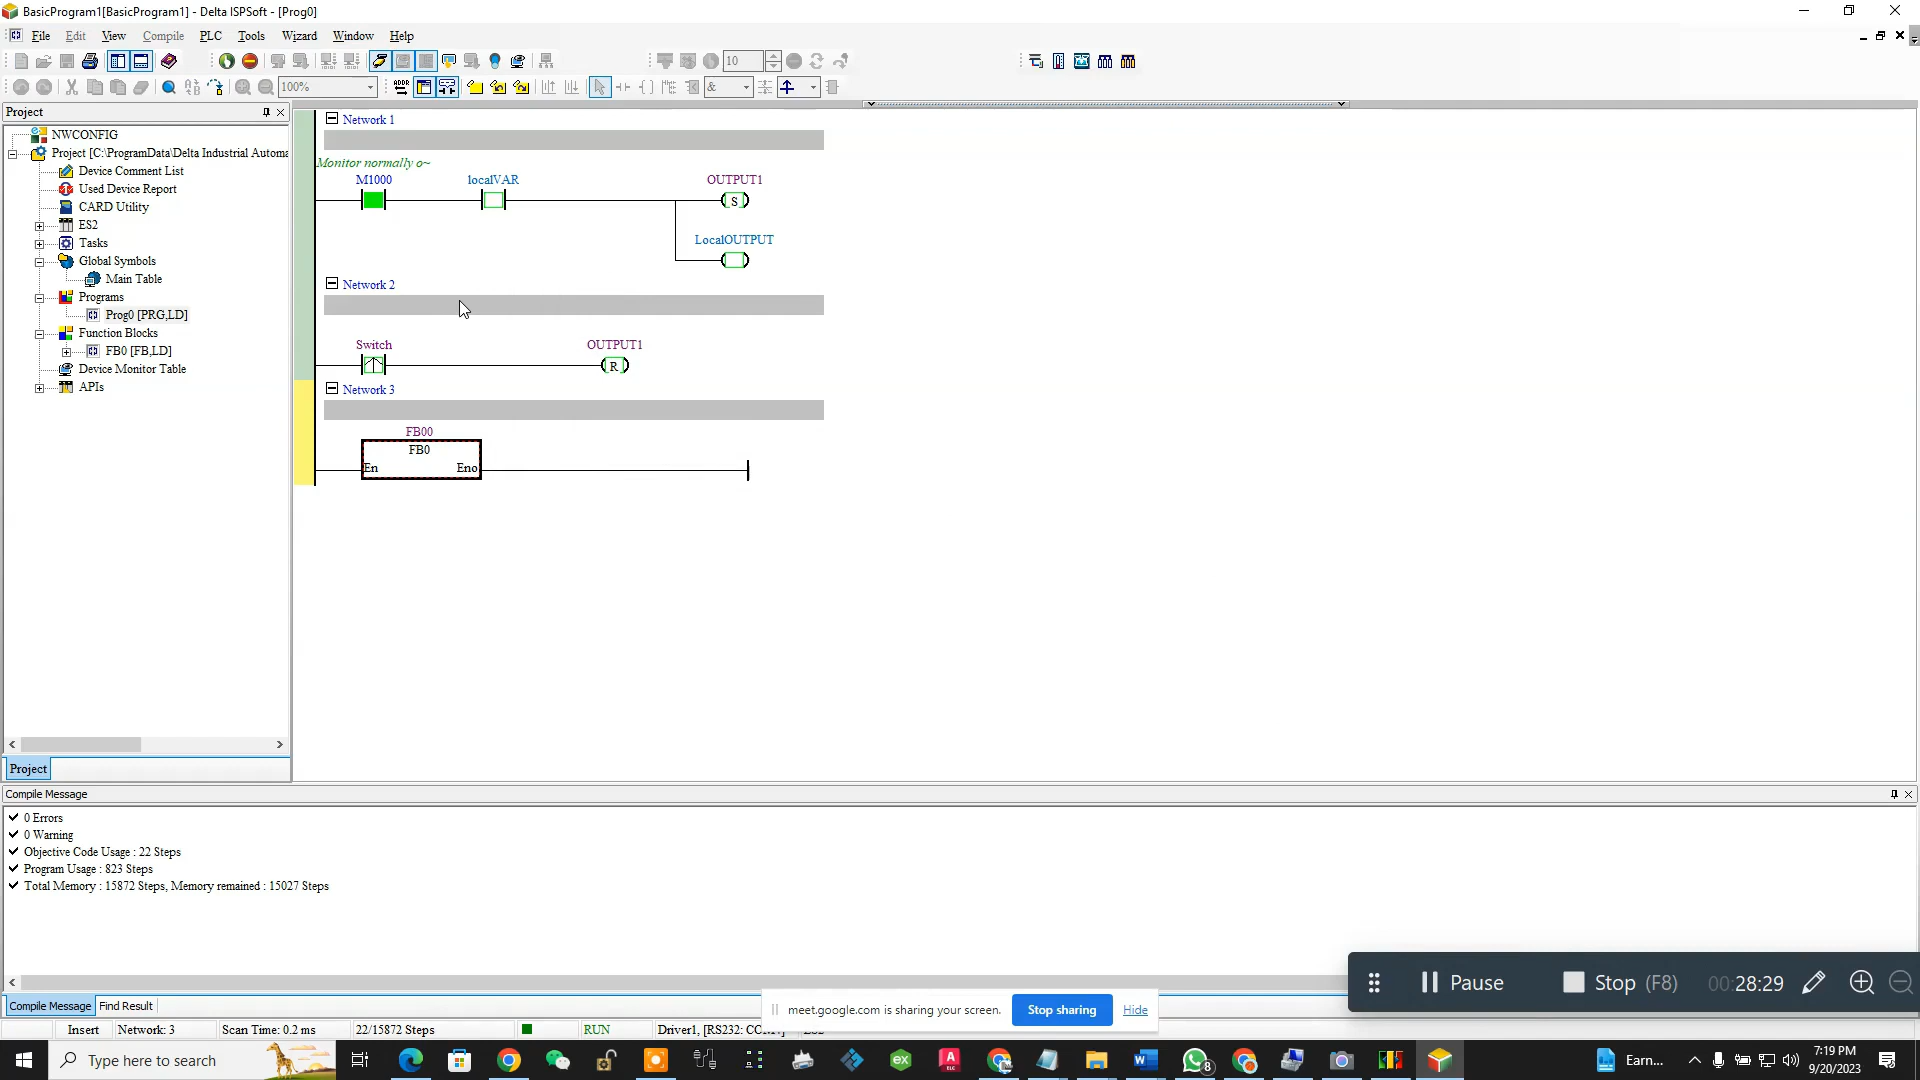 BasicProgram1[BasicProgram1] - Delta ISPSoft - [Prog0]
File Edit View Compile PLC Tools Wizard Window Help
10
100%
ADDR
&
Project
NWCONFIG
Project [C:\ProgramData\Delta Industrial Automa
Device Comment List
Used Device Report
CARD Utility
ES2
Tasks
Global Symbols
Main Table
Programs
Prog0 [PRG,LD]
Function Blocks
FB0 [FB,LD]
Device Monitor Table
APIs
Project
Network 1
Monitor normally o~
M1000 localVAR OUTPUT1
S
LocalOUTPUT
Network 2
Switch OUTPUT1
R
Network 3
FB00
FB0
En Eno
Compile Message
0 Errors
0 Warning
Objective Code Usage : 22 Steps
Program Usage : 823 Steps
Total Memory : 15872 Steps, Memory remained : 15027 Steps
Pause Stop (F8) 00:28:29
Compile Message Find Result
meet.google.com is sharing your screen. Stop sharing Hide
Insert Network: 3 Scan Time: 0.2 ms 22/15872 Steps RUN Driver1, [RS232:
Type here to search
ex
8
Earn...
7:19 PM
9/20/2023